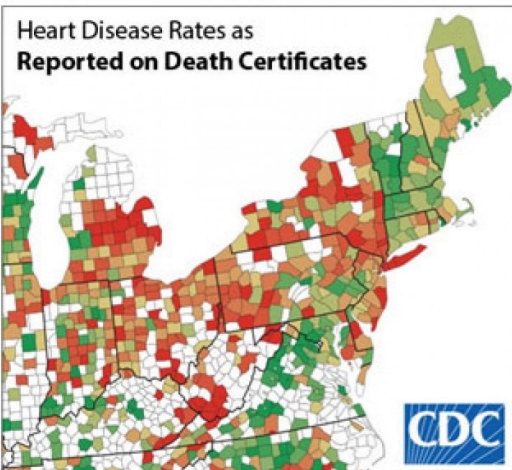 Heart Disease Rates as
Reported on Death Certificates
CDC